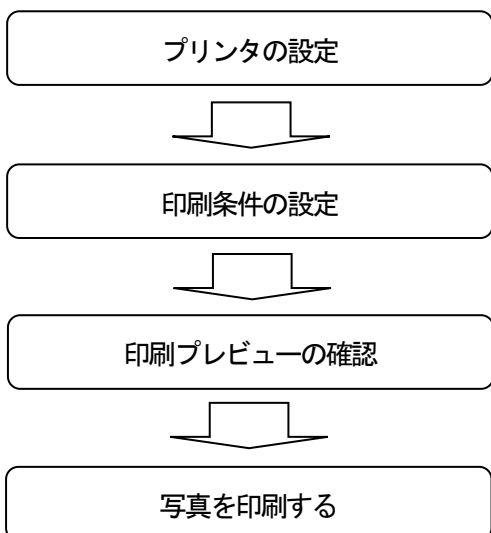 プリンタの設定
印刷条件の設定
印刷プレビューの確認
写真を印刷する